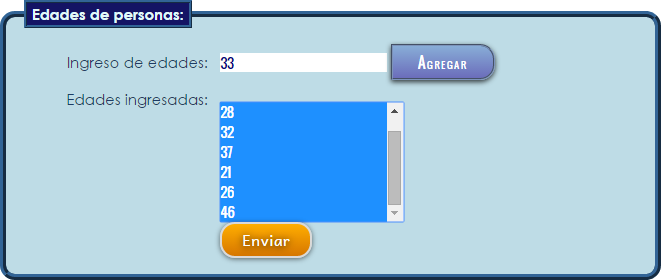 Edades de personas:
Ingreso de edades: 33 Agregar
Edades ingresadas:
28
32
37
21
26
46
Enviar